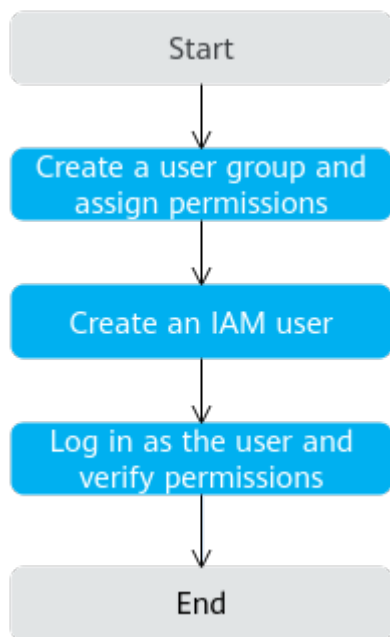 Start
Create a user group and
assign permissions
Create an IAM user
Log in as the user and
verify permissions
End